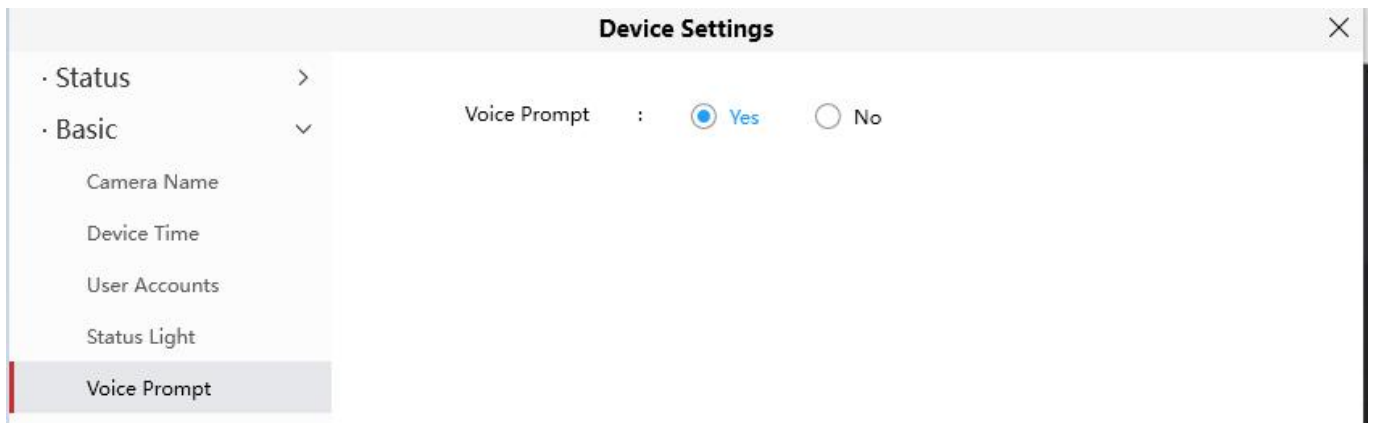 Device Settings
· Status
· Basic
Camera Name
Device Time
User Accounts
Status Light
Voice Prompt
Voice Prompt : Yes No